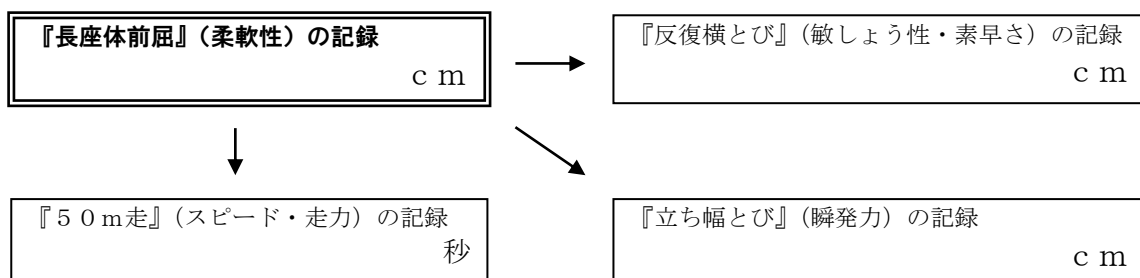 『長座体前屈』（柔軟性）の記録
ｃｍ
『反復横とび』（敏しょう性・素早さ）の記録
ｃｍ
『５０ｍ走』（スピード・走力）の記録
秒
『立ち幅とび』（瞬発力）の記録
ｃｍ